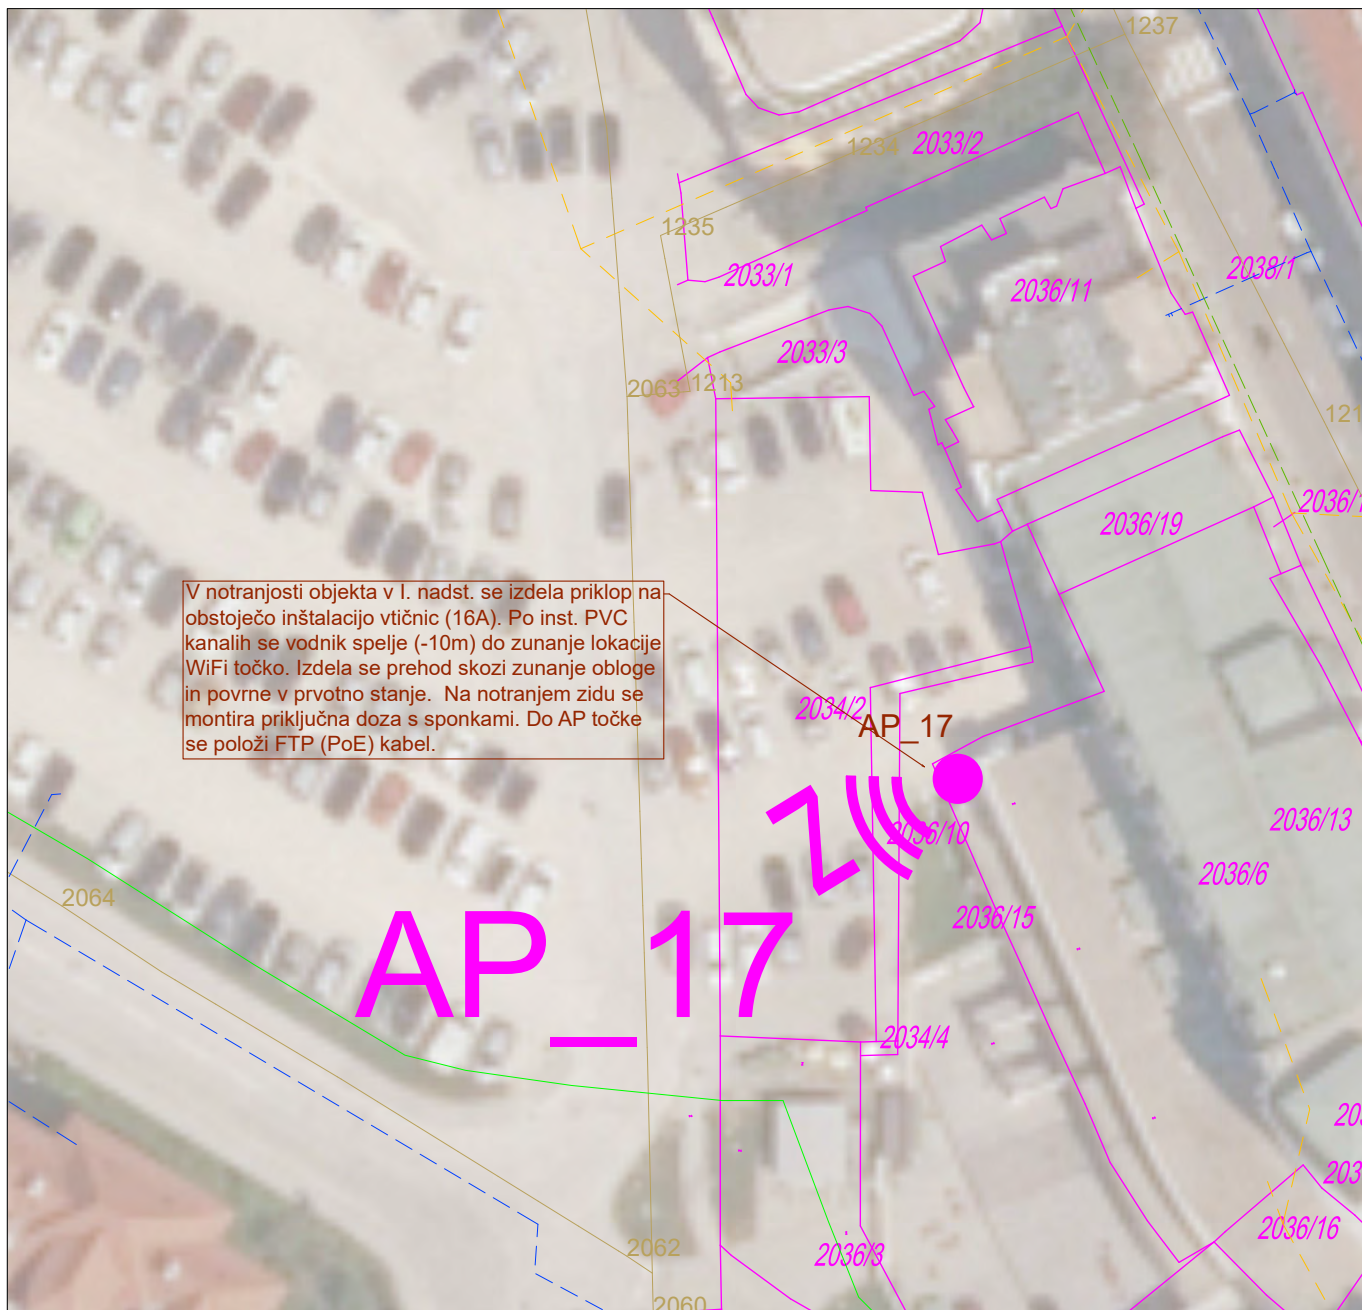 1237
1234
2033/2
1235
2033/1
2038/1
2036/11
2033/3
2063
1213
2036/19
V notranjosti objekta v I. nadst. se izdela priklop na
obstoječo inštalacijo vtičnic (16A). Po inst. PVC
kanalih se vodnik spelje (-10m) do zunanje lokacije
WiFi točko. Izdela se prehod skozi zunanje obloge
in povrne v prvotno stanje. Na notranjem zidu se
montira priključna doza s sponkami. Do AP točke
se položi FTP (PoE) kabel.
2034/2
AP_17
2036/10
2036/13
2036/6
2064
2036/15
AP_17
2034/4
2036/16
2062
2036/3
2060